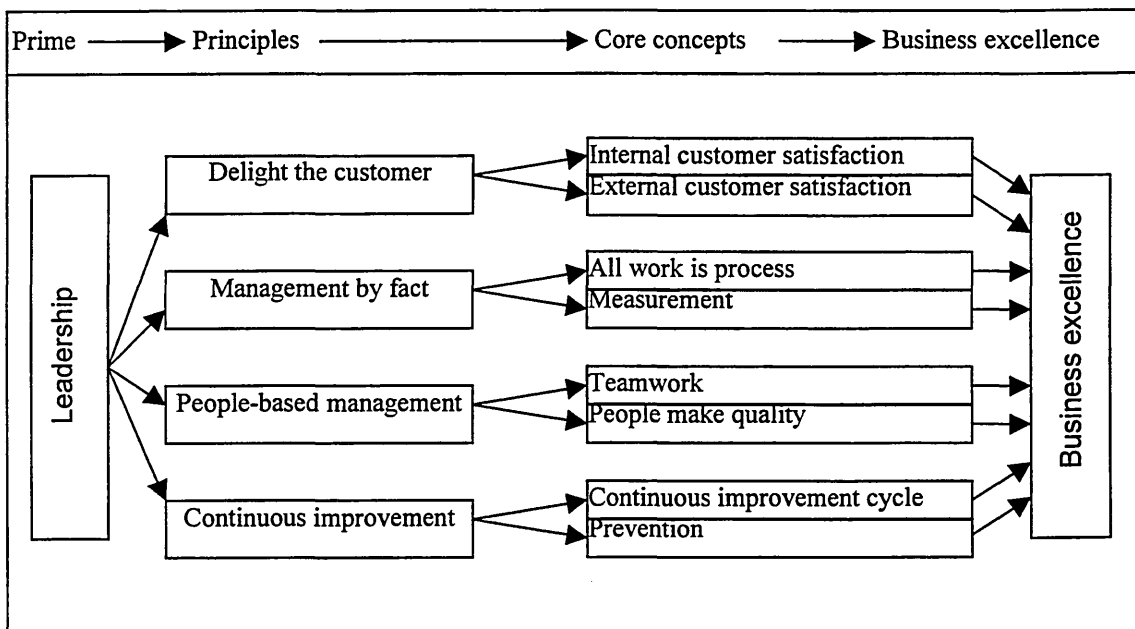 Prime Principles Core concepts Business excellence
Leadership
Delight the customer
Internal customer satisfaction
External customer satisfaction
Management by fact
All work is process
Measurement
People-based management
Teamwork
People make quality
Continuous improvement
Continuous improvement cycle
Prevention
Business excellence